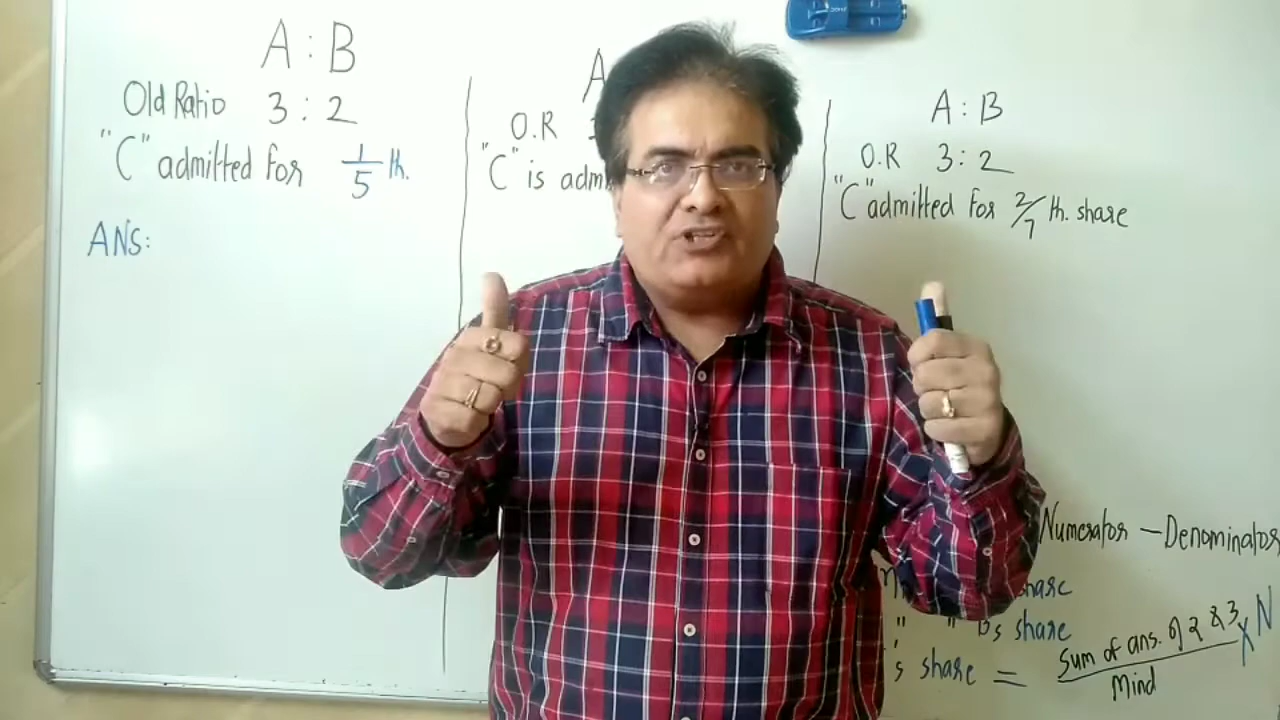 A : B
Old Ratio 3 : 2
"C" admitted for 1/5 th.
ANS:
A
O.R
"C" is adm
A : B
O.R 3 : 2
"C" admitted for 2/7 th. share
Numerator - Denominator
share
" " B's share
's share = Sum of ans. of 2 & 3 / Mind X N